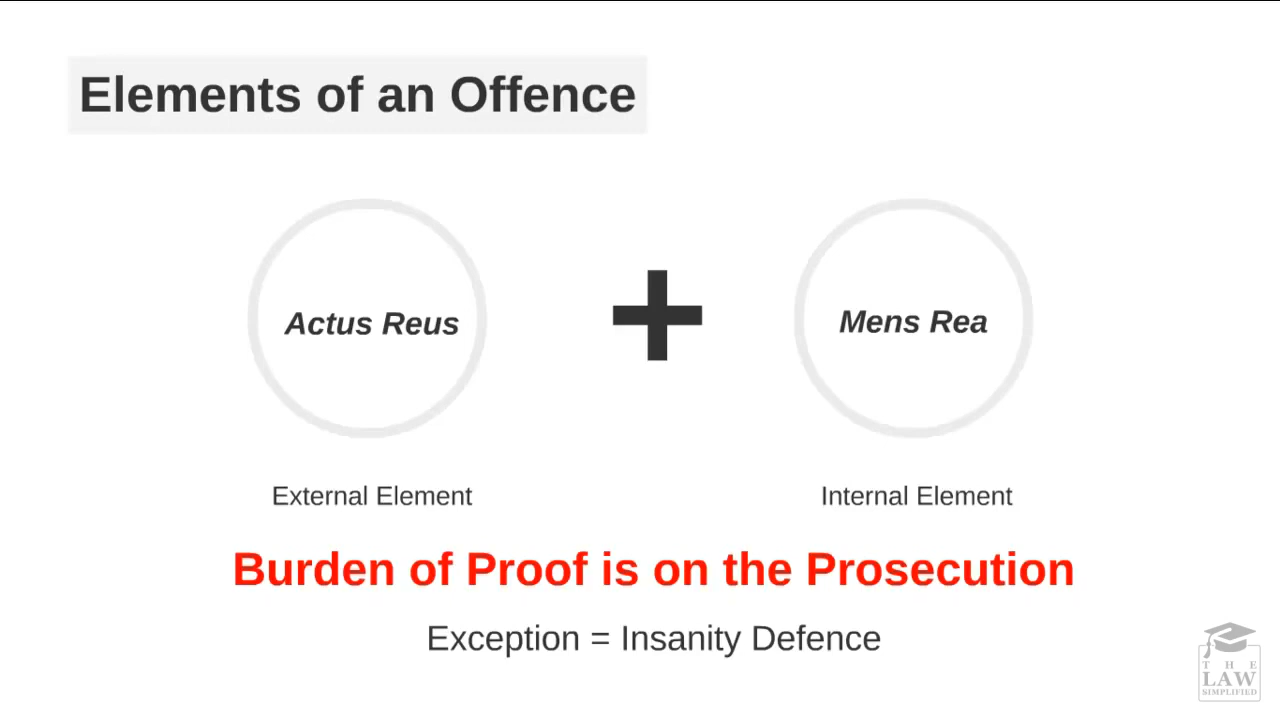 Elements of an Offence
Actus Reus
+
Mens Rea
External Element
Internal Element
Burden of Proof is on the Prosecution
Exception = Insanity Defence
THE
LAW
SIMPLIFIED